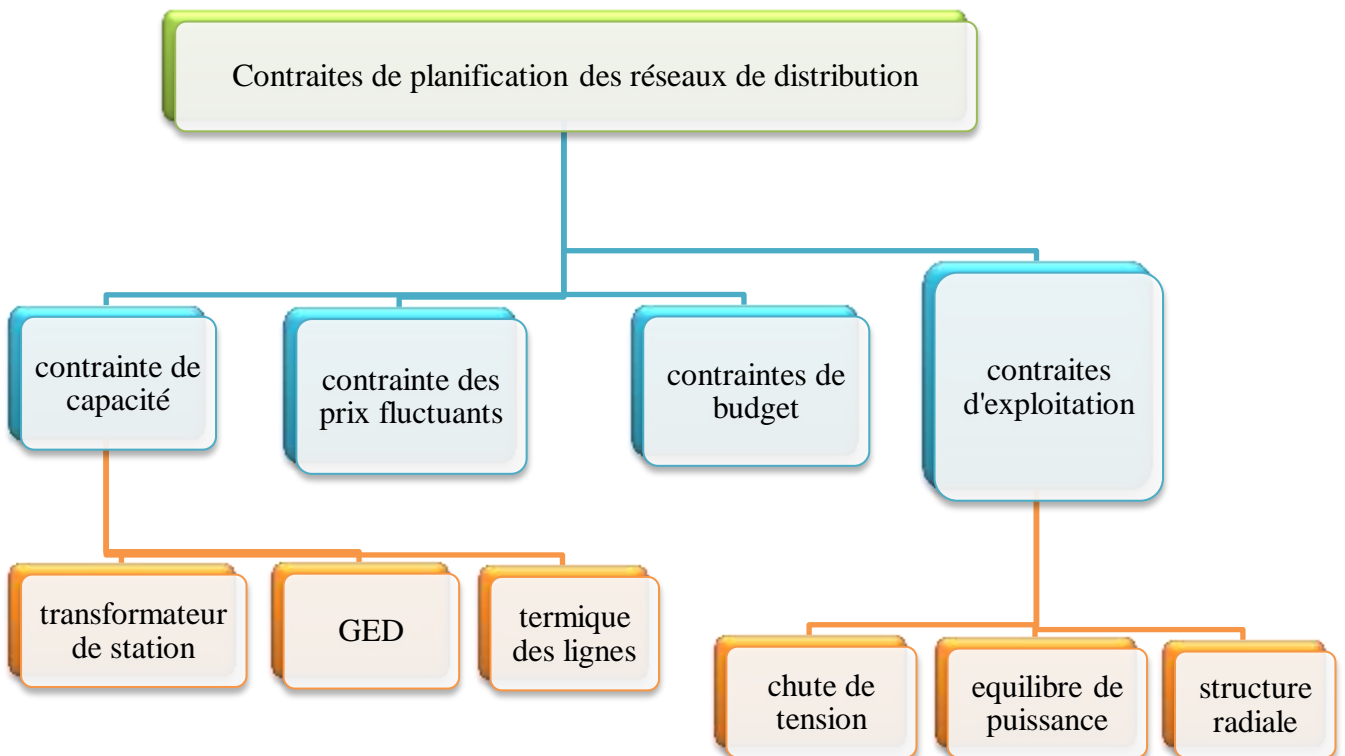 Contraites de planification des réseaux de distribution
contrainte de
capacité
contrainte des
prix fluctuants
contraintes de
budget
contraites
d'exploitation
transformateur
de station
GED
termique
des lignes
chute de
tension
equilibre de
puissance
structure
radiale